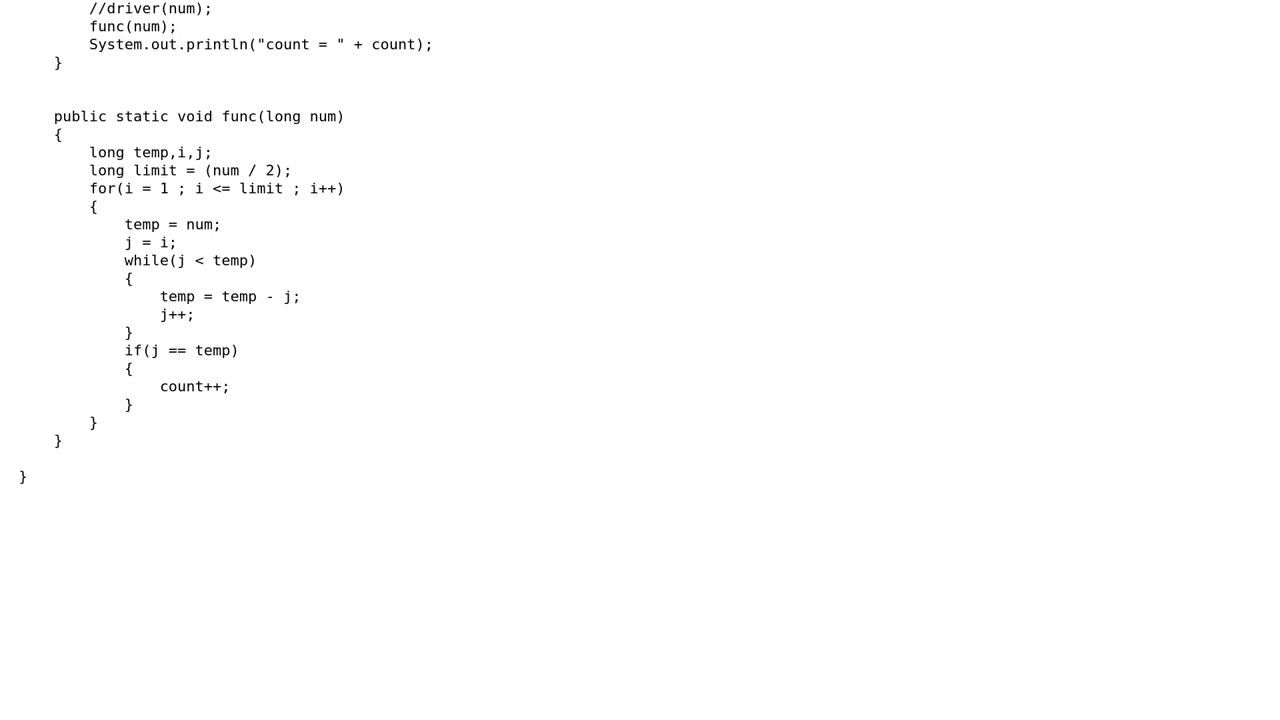 //driver(num);
func(num);
System.out.println("count = " + count);
}
public static void func(long num)
{
long temp,i,j;
long limit = (num / 2);
for(i = 1 ; i <= limit ; i++)
{
temp = num;
j = i;
while(j < temp)
{
temp = temp - j;
j++;
}
if(j == temp)
{
count++;
}
}
}
}